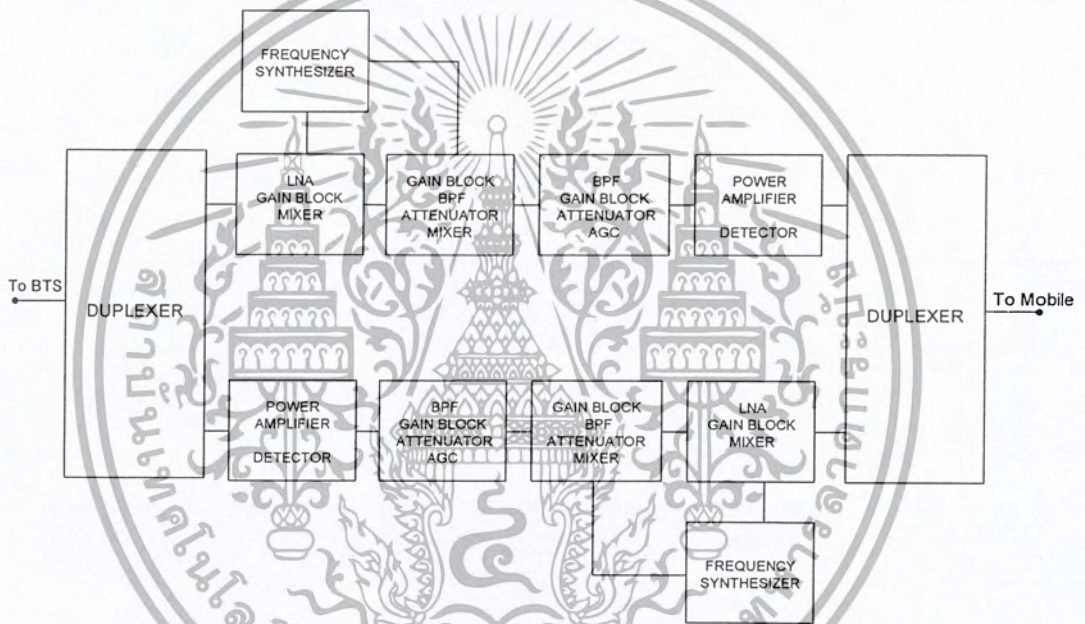 FREQUENCY
SYNTHESIZER
LNA
GAIN BLOCK
MIXER
GAIN BLOCK
BPF
ATTENUATOR
MIXER
BPF
GAIN BLOCK
ATTENUATOR
AGC
POWER
AMPLIFIER
DETECTOR
To BTS
DUPLEXER
DUPLEXER
To Mobile
POWER
AMPLIFIER
DETECTOR
BPF
GAIN BLOCK
ATTENUATOR
AGC
GAIN BLOCK
BPF
ATTENUATOR
MIXER
LNA
GAIN BLOCK
MIXER
FREQUENCY
SYNTHESIZER